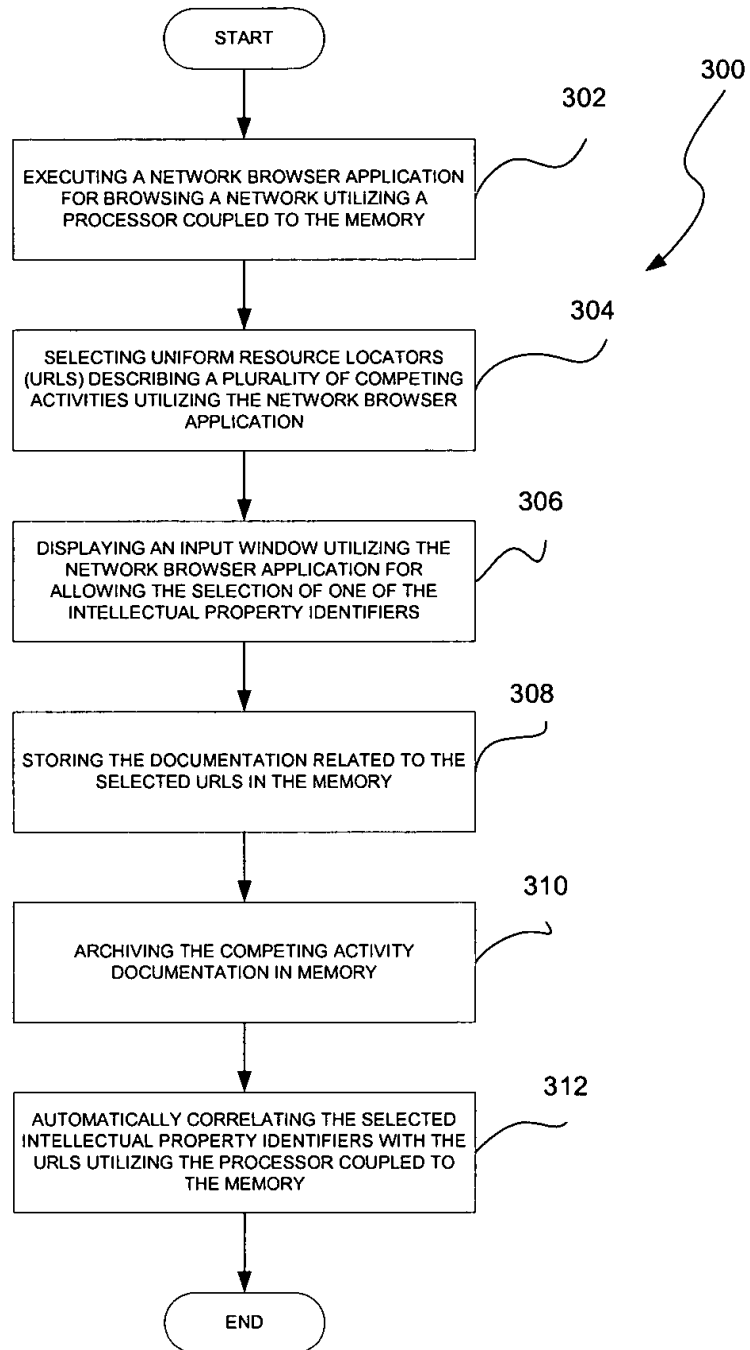 START
300
302
EXECUTING A NETWORK BROWSER APPLICATION
FOR BROWSING A NETWORK UTILIZING A
PROCESSOR COUPLED TO THE MEMORY
304
SELECTING UNIFORM RESOURCE LOCATORS
(URLS) DESCRIBING A PLURALITY OF COMPETING
ACTIVITIES UTILIZING THE NETWORK BROWSER
APPLICATION
306
DISPLAYING AN INPUT WINDOW UTILIZING THE
NETWORK BROWSER APPLICATION FOR
ALLOWING THE SELECTION OF ONE OF THE
INTELLECTUAL PROPERTY IDENTIFIERS
308
STORING THE DOCUMENTATION RELATED TO THE
SELECTED URLS IN THE MEMORY
310
ARCHIVING THE COMPETING ACTIVITY
DOCUMENTATION IN MEMORY
312
AUTOMATICALLY CORRELATING THE SELECTED
INTELLECTUAL PROPERTY IDENTIFIERS WITH THE
URLS UTILIZING THE PROCESSOR COUPLED TO
THE MEMORY
END